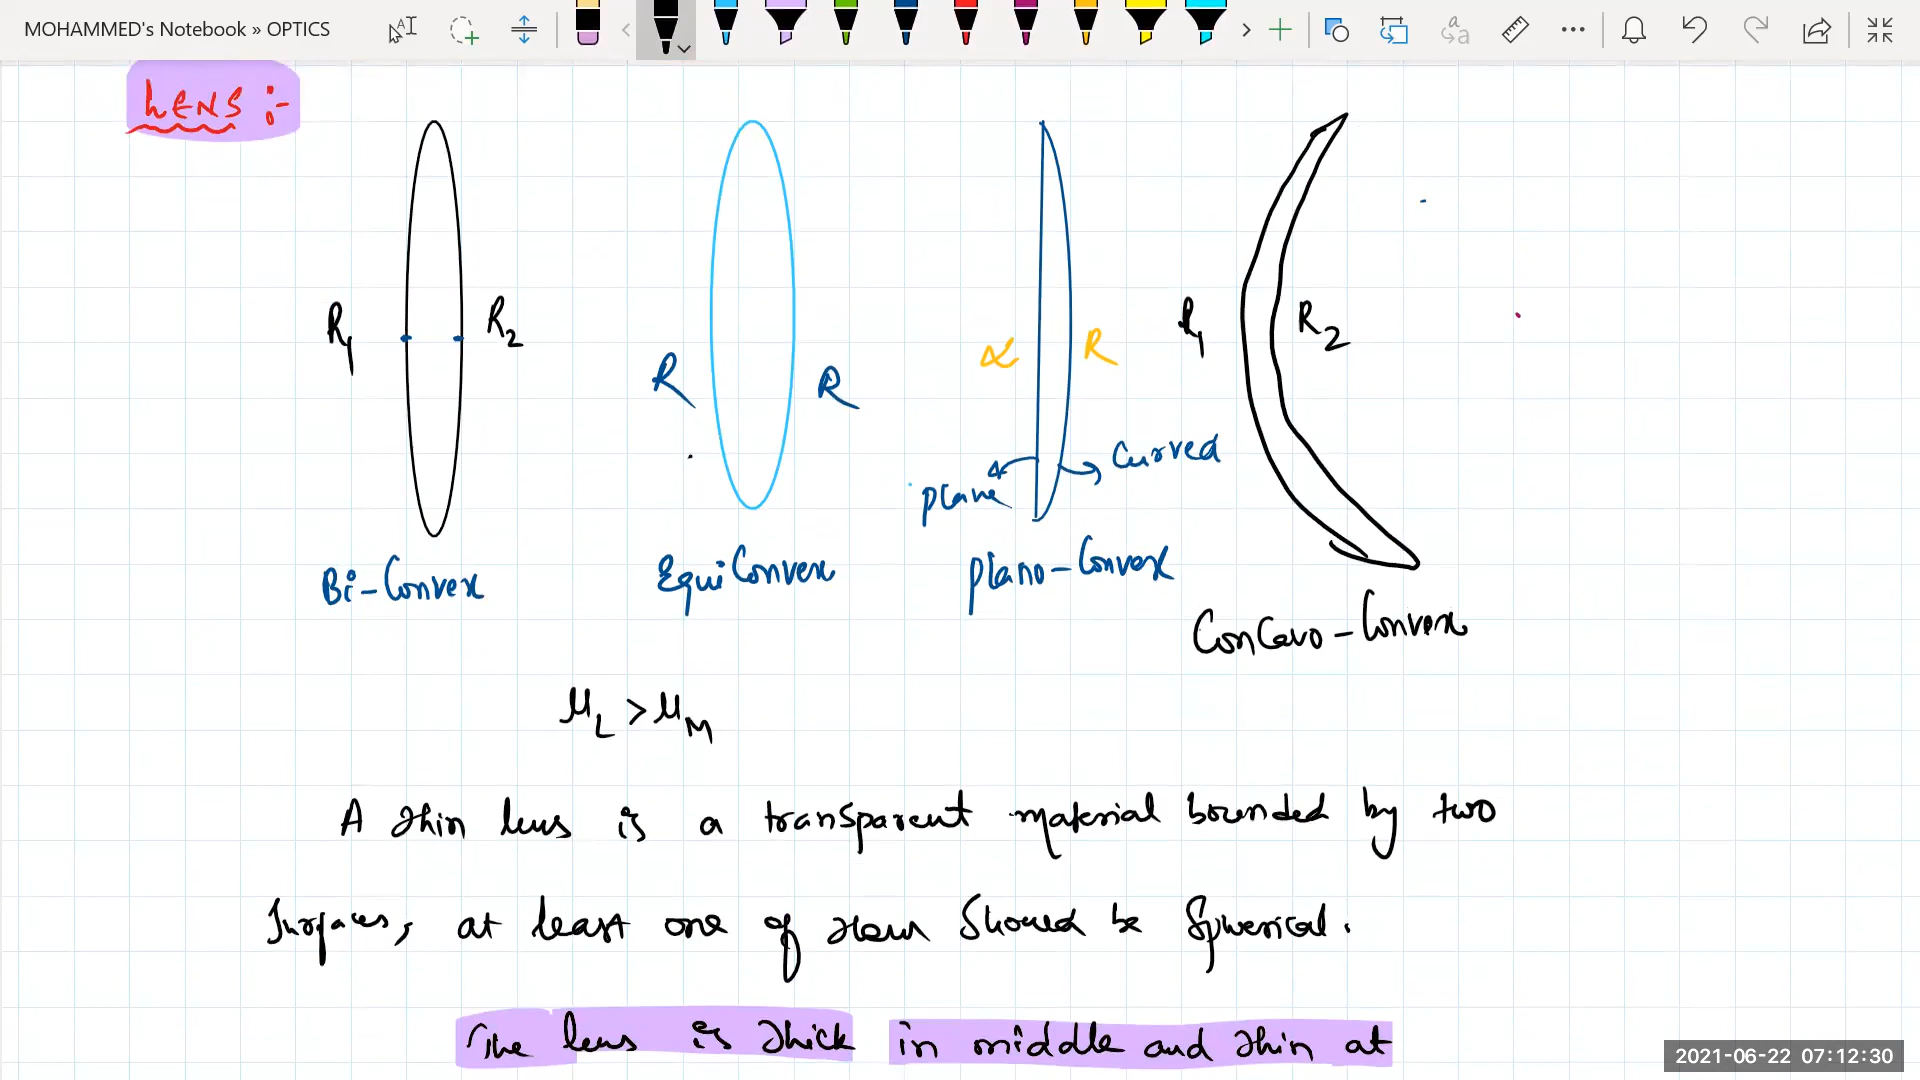 MOHAMMED's Notebook » OPTICS
LENS :-
R1 R2
R R
∝ R
R1 R2
plane
Curved
Bi-Convex
EquiConvex
Plano-Convex
ConCavo-Convex
μL > μM
A thin lens is a transparent material bounded by two
Surfaces, at least one of them Should be Spherical.
The lens is thick in middle and thin at
2021-06-22 07:12:30